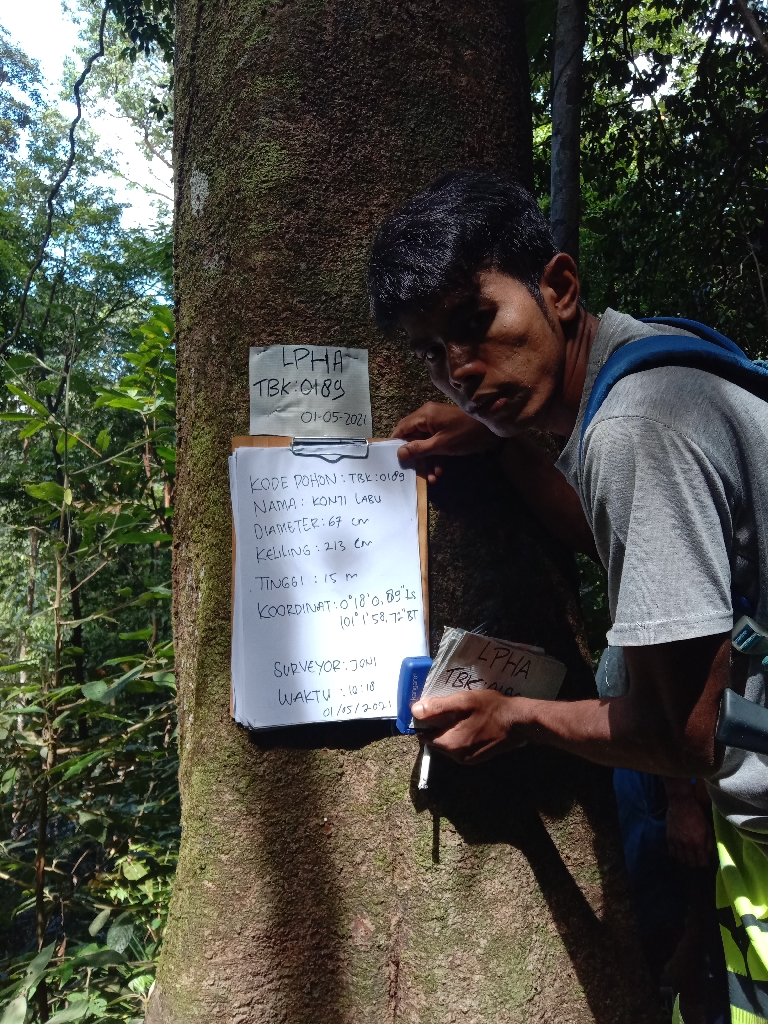 LPHA
TBK:0189
01-05-2021
KODE POHON : TBK:0189
NAMA : KONTI LABU
DIAMETER : 67 cm
KELILING : 213 cm
TINGGI : 15 m
KOORDINAT : 0°18'0,89" LS
101°1'58,72" BT
SURVEYOR : JONI
WAKTU : 10:18
01/05/2021
LPHA
TBK: